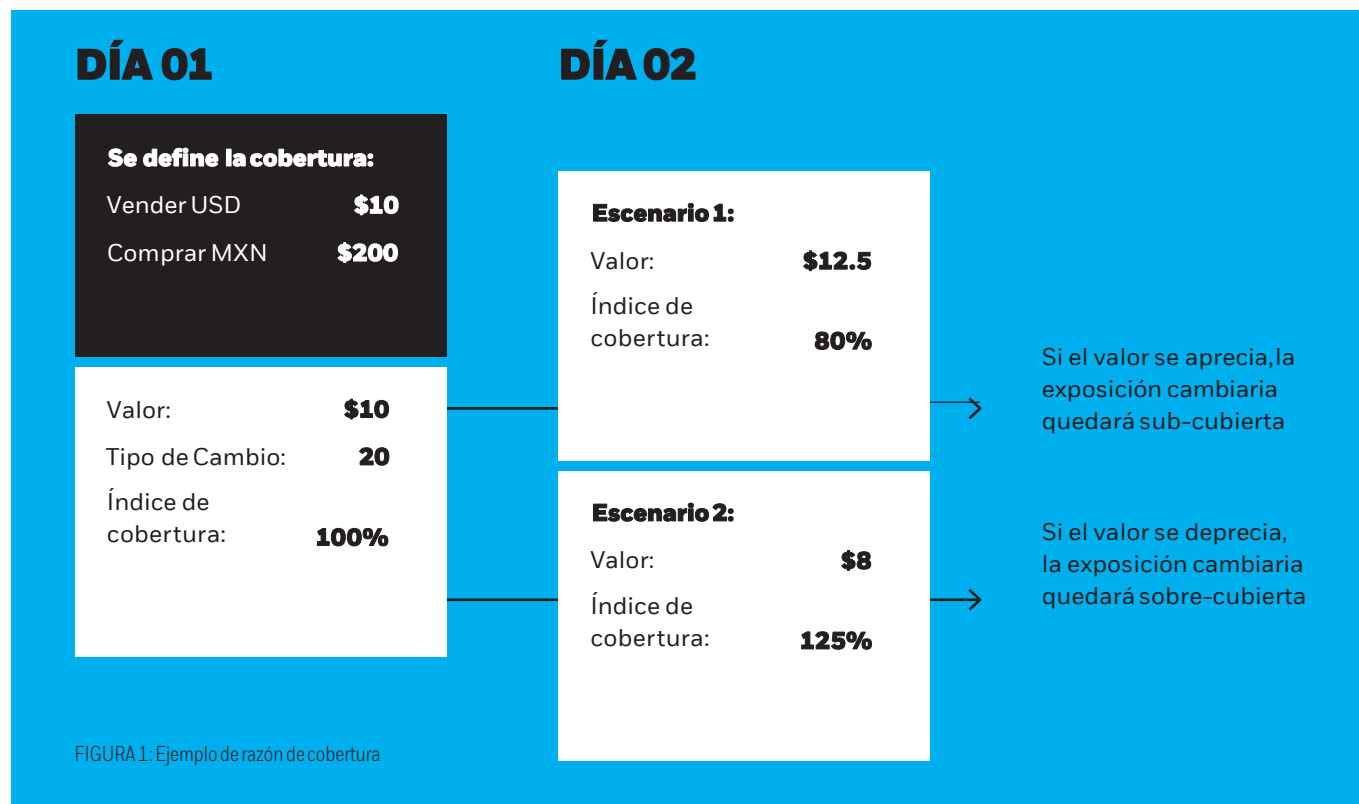 DÍA 01
Se define la cobertura:
Vender USD $10
Comprar MXN $200
Valor: $10
Tipo de Cambio: 20
Índice de
cobertura: 100%
DÍA 02
Escenario 1:
Valor: $12.5
Índice de
cobertura: 80%
Si el valor se aprecia, la
exposición cambiaria
quedará sub-cubierta
Escenario 2:
Valor: $8
Índice de
cobertura: 125%
Si el valor se deprecia,
la exposición cambiaria
quedará sobre-cubierta
FIGURA 1: Ejemplo de razón de cobertura